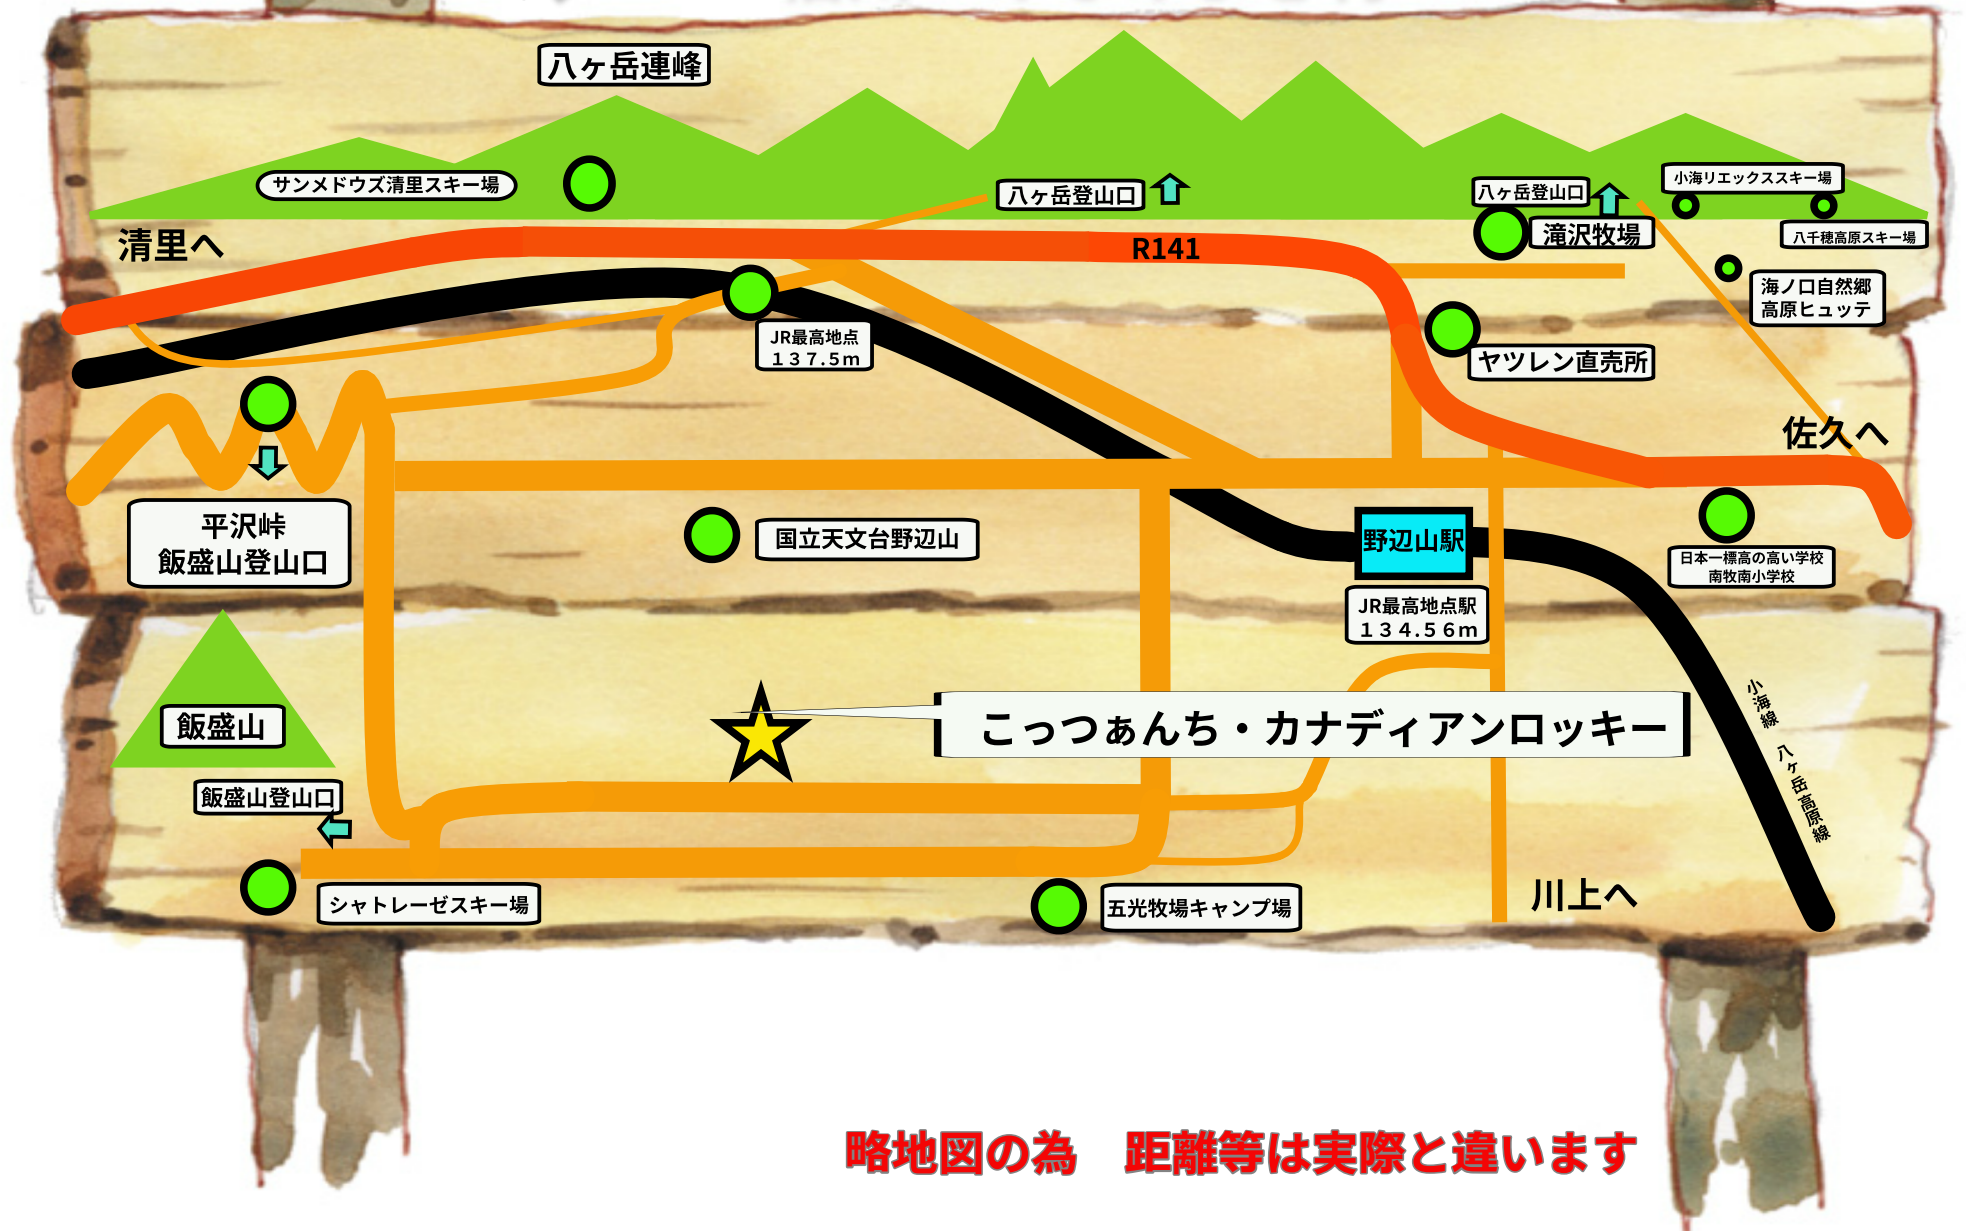 八ヶ岳連峰
サンメドウズ清里スキー場
八ヶ岳登山口
八ヶ岳登山口
小海リエックススキー場
滝沢牧場
八千穂高原スキー場
清里へ
R141
海ノ口自然郷
高原ヒュッテ
JR最高地点
１３７.５m
ヤツレン直売所
佐久へ
平沢峠
飯盛山登山口
国立天文台野辺山
野辺山駅
日本一標高の高い学校
南牧南小学校
JR最高地点駅
１３４.５６m
飯盛山
こっつぁんち・カナディアンロッキー
小海線　八ヶ岳高原線
飯盛山登山口
シャトレーゼスキー場
五光牧場キャンプ場
川上へ
略地図の為　距離等は実際と違います